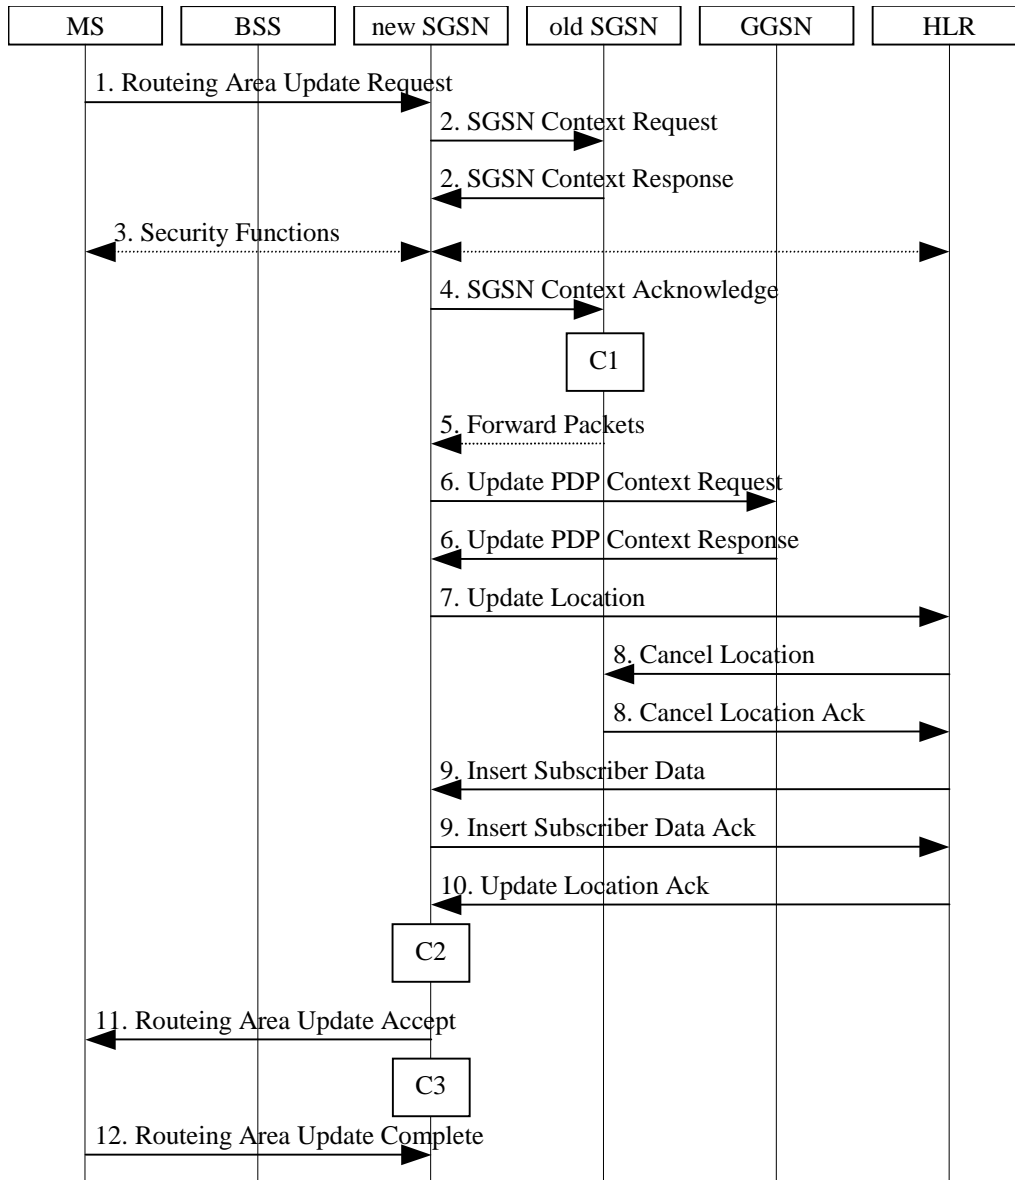 MS
BSS
new SGSN
old SGSN
GGSN
HLR
1. Routeing Area Update Request
2. SGSN Context Request
2. SGSN Context Response
3. Security Functions
4. SGSN Context Acknowledge
C1
5. Forward Packets
6. Update PDP Context Request
6. Update PDP Context Response
7. Update Location
8. Cancel Location
8. Cancel Location Ack
9. Insert Subscriber Data
9. Insert Subscriber Data Ack
10. Update Location Ack
C2
11. Routeing Area Update Accept
C3
12. Routeing Area Update Complete